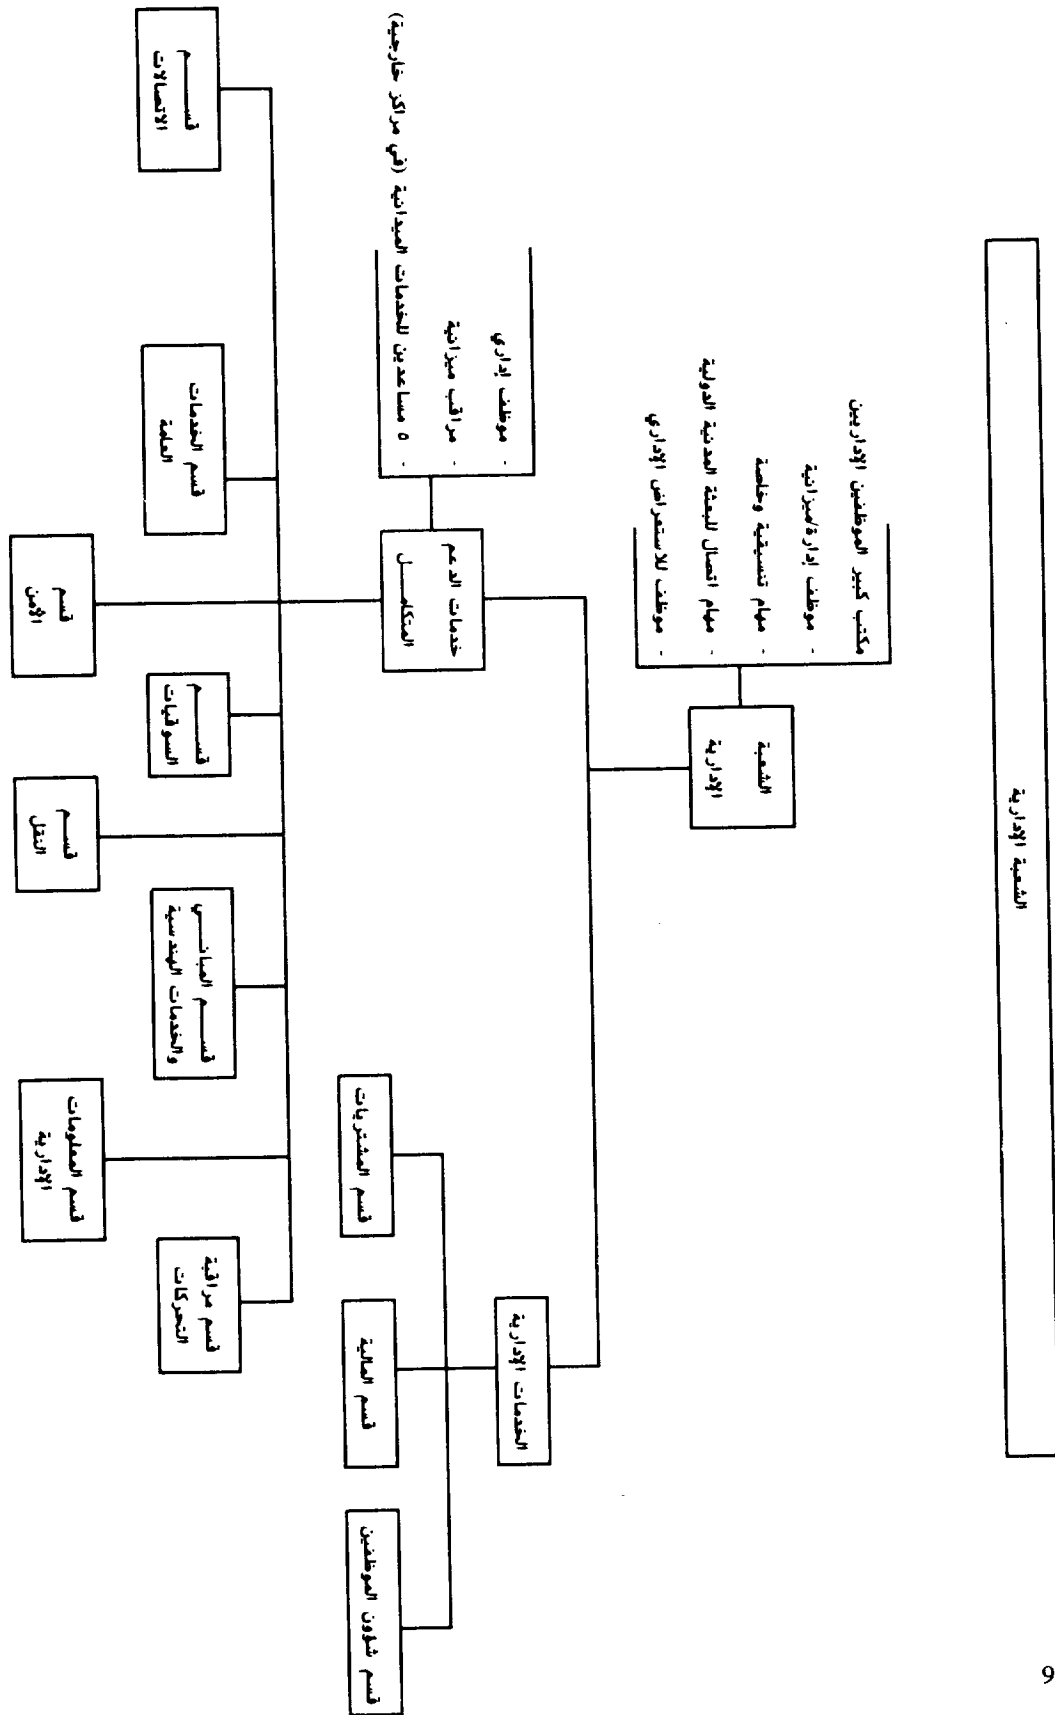 الشعبة الإدارية
مكتب كبير الموظفين الإداريين
- موظف إدارة/ميزانية
- مهام تنسيقية وخاصة
- مهام اتصال للبعثة المدنية الدولية
- موظف للاستعراض الإداري
الشعبة
الإدارية
- موظف إداري
- مراقب ميزانية
- ٥ مساعدين للخدمات الميدانية (في مراكز خارجية)
خدمات الدعم
المتكامل
الخدمات الإدارية
قسم شؤون الموظفين
قسم المالية
قسم المشتريات
قسم مراقبة
التحركات
قسم المعلومات
الإدارية
قسم المباني
والخدمات الهندسية
قسم
النقل
قسم
السوقيات
قسم
الأمن
قسم الخدمات
العامة
قسم
الاتصالات
9